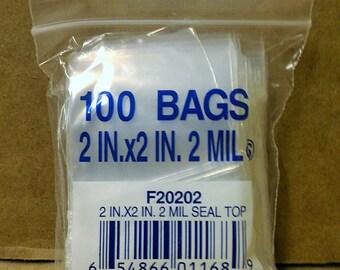 100 BAGS
2 IN.x2 IN. 2 MIL
F20202
2 IN.X2 IN. 2 MIL SEAL TOP
6 54866 01168 9